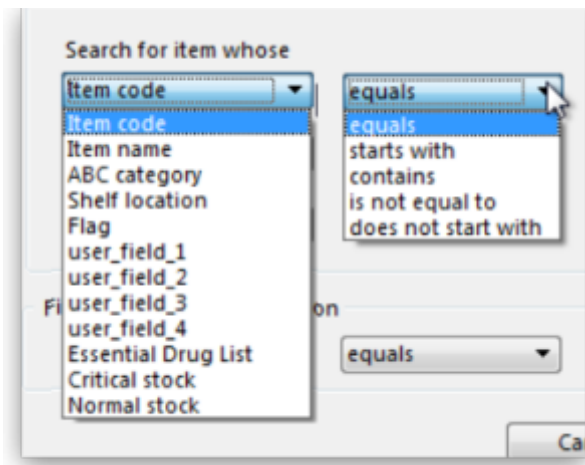 Search for item whose
Item code
equals
Item code
Item name
ABC category
Shelf location
Flag
user_field_1
user_field_2
user_field_3
user_field_4
Essential Drug List
Critical stock
Normal stock
equals
starts with
contains
is not equal to
does not start with
Fi
on
equals
Ca